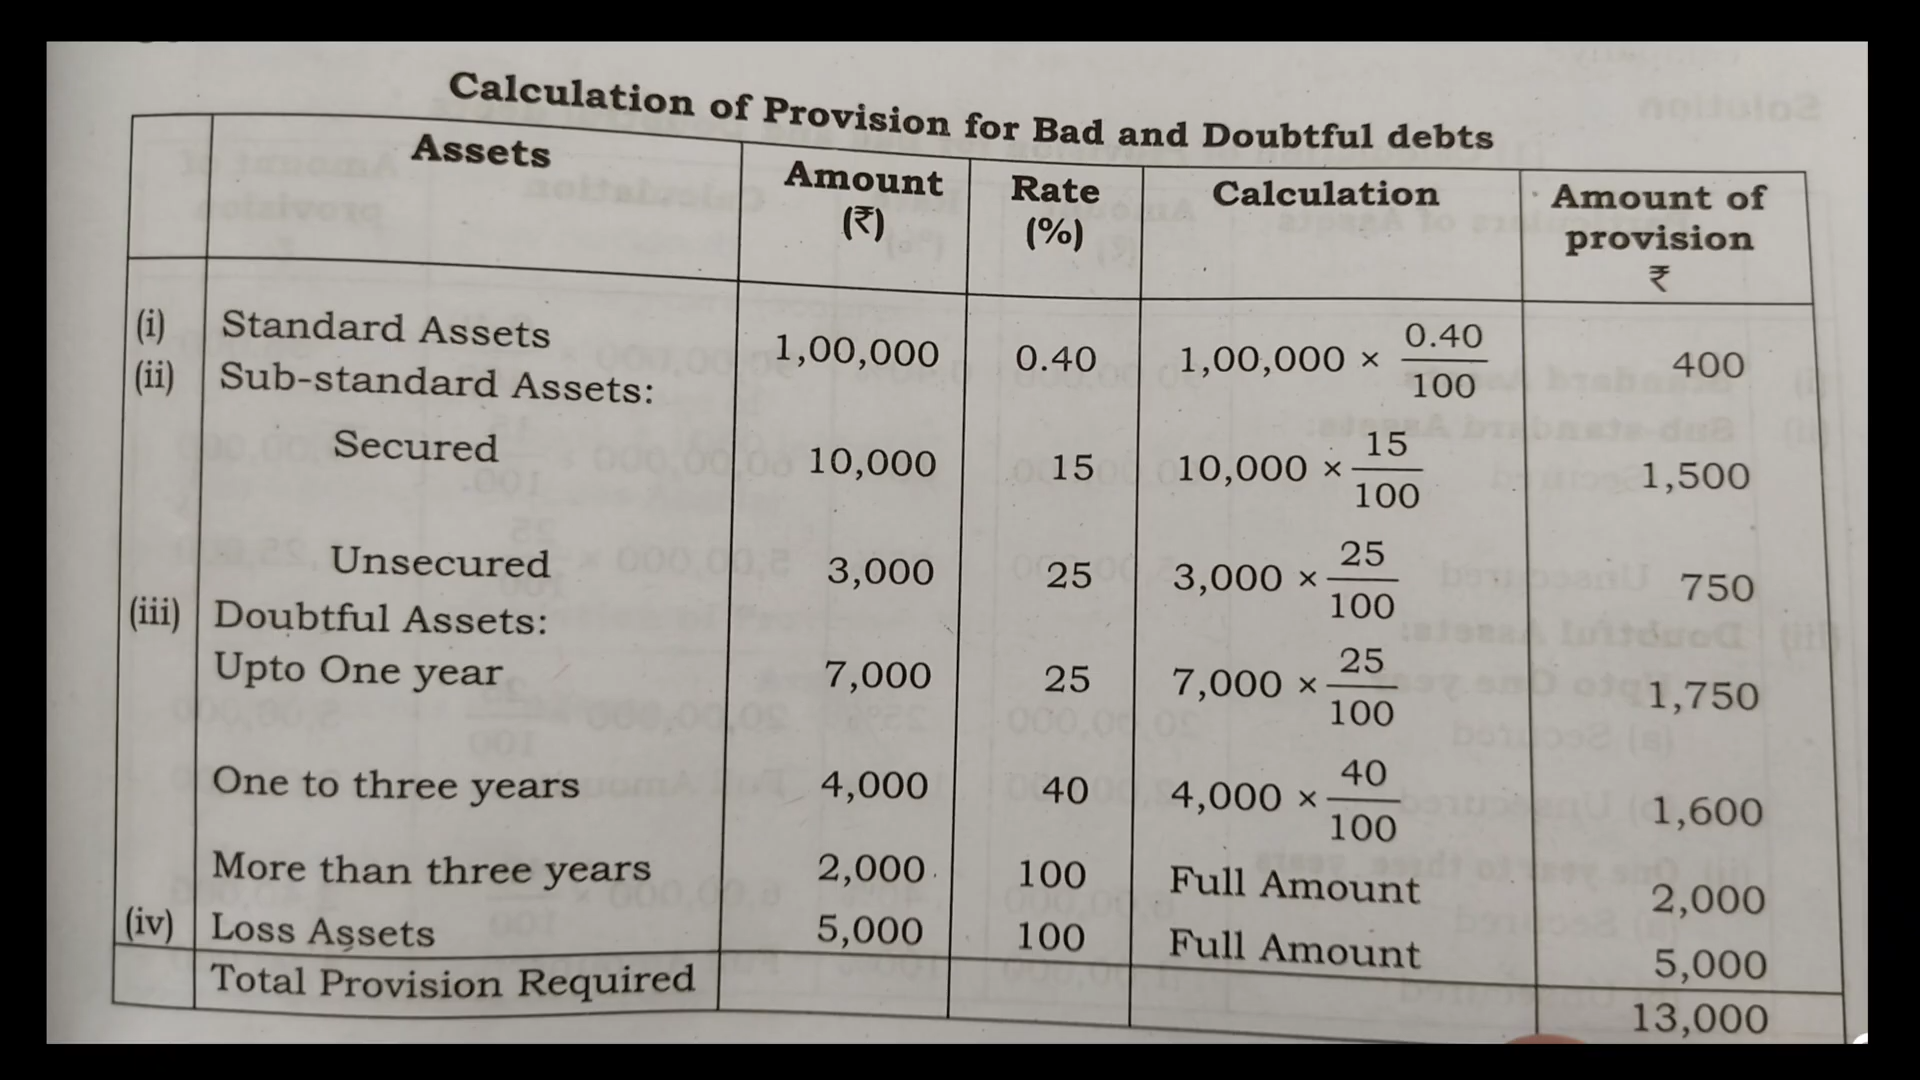 Calculation of Provision for Bad and Doubtful debts
Assets Amount (₹) Rate (%) Calculation Amount of provision ₹
(i) Standard Assets 1,00,000 0.40 1,00,000 × 0.40/100 400
(ii) Sub-standard Assets:
Secured 10,000 15 10,000 × 15/100 1,500
Unsecured 3,000 25 3,000 × 25/100 750
(iii) Doubtful Assets:
Upto One year 7,000 25 7,000 × 25/100 1,750
One to three years 4,000 40 4,000 × 40/100 1,600
More than three years 2,000 100 Full Amount 2,000
(iv) Loss Assets 5,000 100 Full Amount 5,000
Total Provision Required 13,000